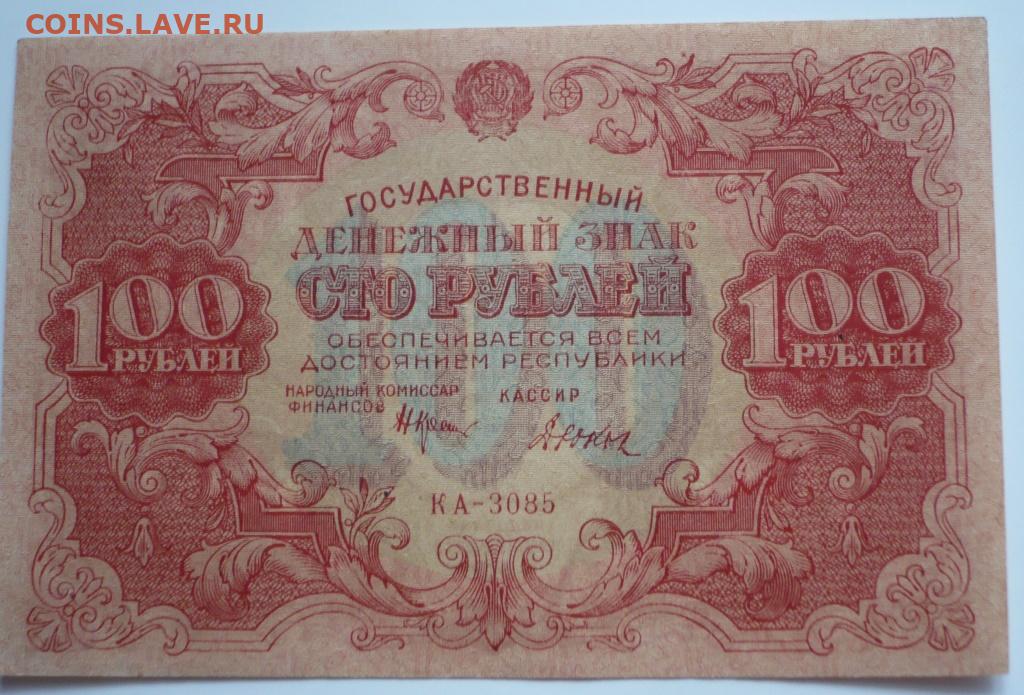 COINS.LAVE.RU
ГОСУДАРСТВЕННЫЙ
ДЕНЕЖНЫЙ ЗНАК
СТО РУБЛЕЙ
ОБЕСПЕЧИВАЕТСЯ ВСЕМ
ДОСТОЯНИЕМ РЕСПУБЛИКИ
100
100
100
РУБЛЕЙ
РУБЛЕЙ
НАРОДНЫЙ КОМИССАР
ФИНАНСОВ
КАССИР
КА-3085